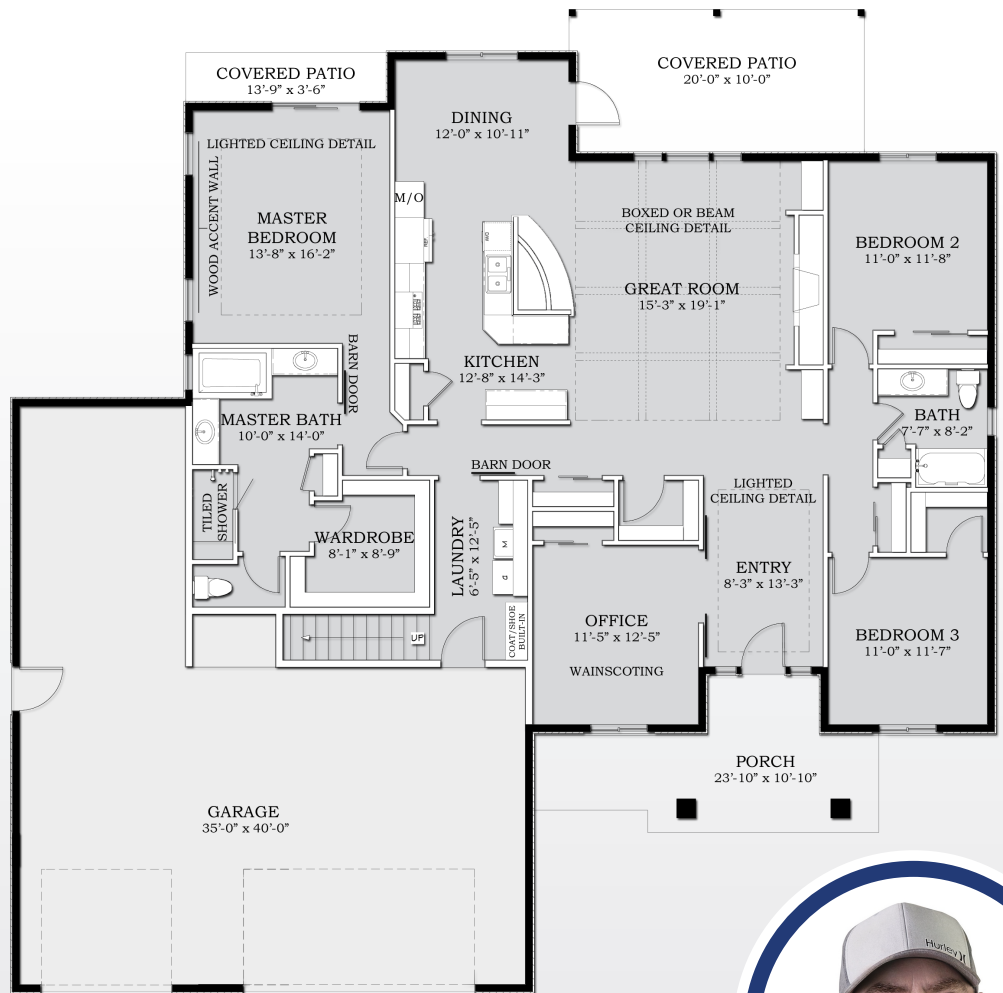 COVERED PATIO
13'-9" x 3'-6"
COVERED PATIO
20'-0" x 10'-0"
DINING
12'-0" x 10'-11"
LIGHTED CEILING DETAIL
WOOD ACCENT WALL
MASTER
BEDROOM
13'-8" x 16'-2"
M/O
REF
DW
BOXED OR BEAM
CEILING DETAIL
GREAT ROOM
15'-3" x 19'-1"
BEDROOM 2
11'-0" x 11'-8"
BARN DOOR
KITCHEN
12'-8" x 14'-3"
MASTER BATH
10'-0" x 14'-0"
BATH
7'-7" x 8'-2"
BARN DOOR
TILED
SHOWER
LIGHTED
CEILING DETAIL
WARDROBE
8'-1" x 8'-9"
LAUNDRY
6'-5" x 12'-5"
ENTRY
8'-3" x 13'-3"
UP
COAT/SHOE
BUILT-IN
OFFICE
11'-5" x 12'-5"
WAINSCOTING
BEDROOM 3
11'-0" x 11'-7"
PORCH
23'-10" x 10'-10"
GARAGE
35'-0" x 40'-0"
Hurley